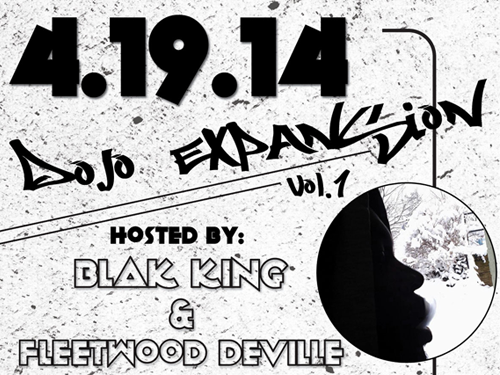 4.19.14
Dojo EXPANSion
Vol.1
HOSTED BY:
BLAK KING
&
FLEETWOOD DEVILLE